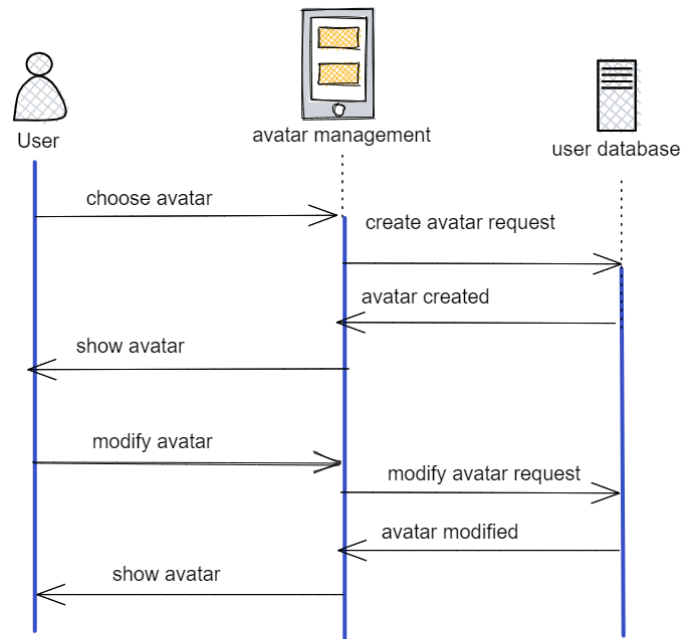 User
avatar management
user database
choose avatar
create avatar request
avatar created
show avatar
modify avatar
modify avatar request
avatar modified
show avatar